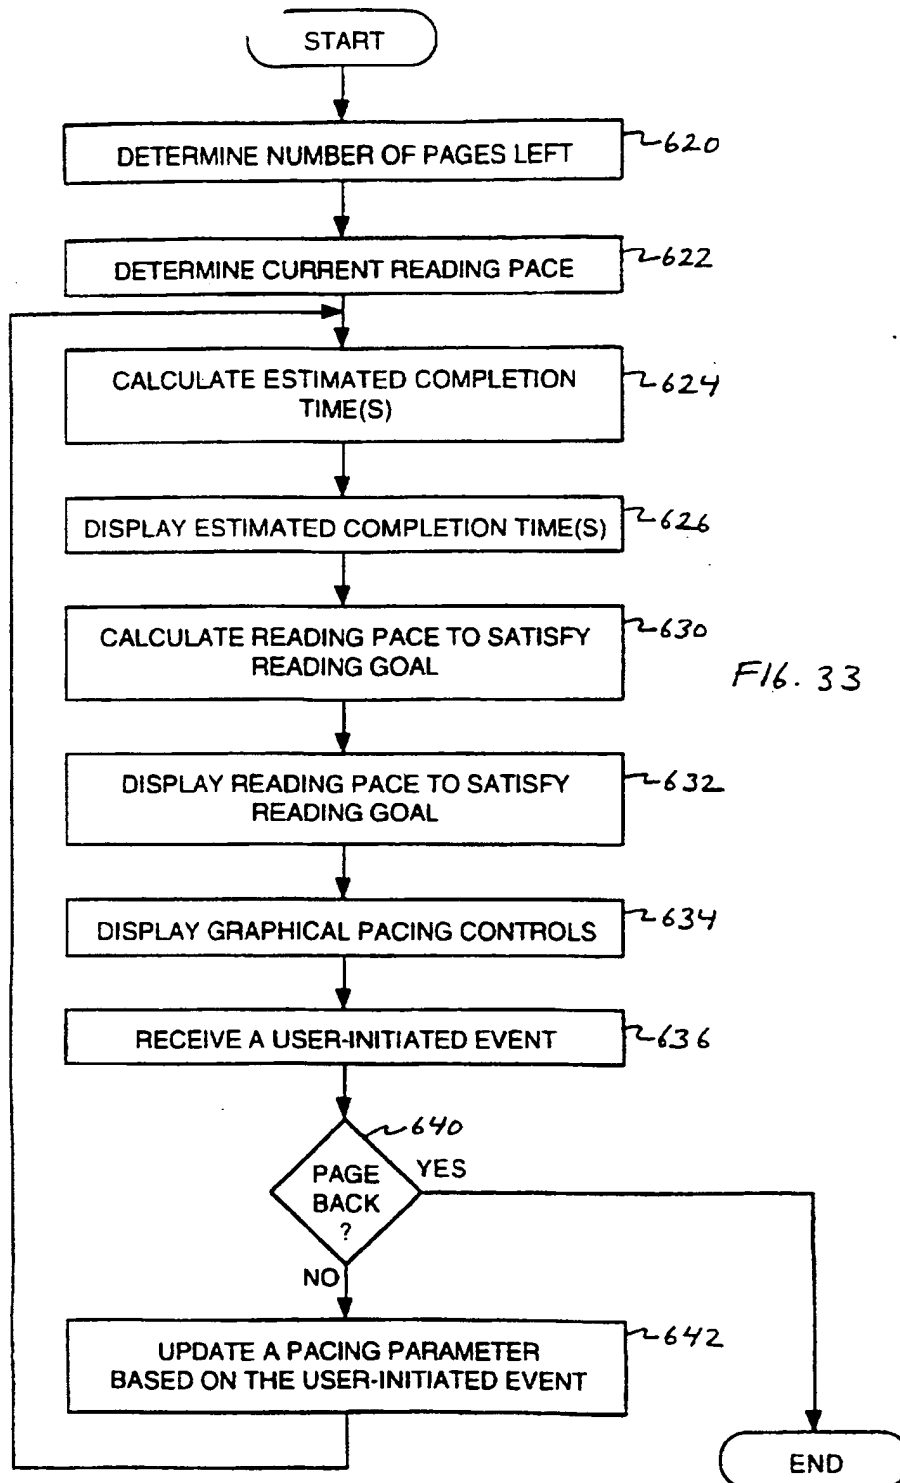 START
DETERMINE NUMBER OF PAGES LEFT
620
DETERMINE CURRENT READING PACE
622
CALCULATE ESTIMATED COMPLETION
TIME(S)
624
DISPLAY ESTIMATED COMPLETION TIME(S)
626
CALCULATE READING PACE TO SATISFY
READING GOAL
630
FIG. 33
DISPLAY READING PACE TO SATISFY
READING GOAL
632
DISPLAY GRAPHICAL PACING CONTROLS
634
RECEIVE A USER-INITIATED EVENT
636
640
PAGE
BACK
?
YES
NO
UPDATE A PACING PARAMETER
BASED ON THE USER-INITIATED EVENT
642
END